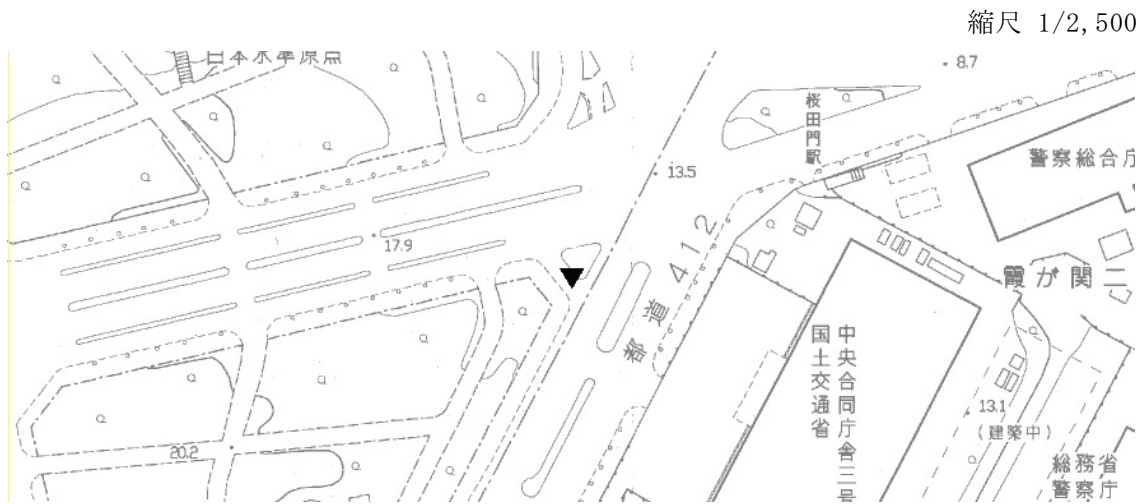 縮尺 1/2,500
日本水準原点
8.7
桜田門駅
警察総合庁
13.5
17.9
都道412
霞が関二
中央合同庁舎三号
国土交通省
13.1
(建築中)
20.2
総務省
警察庁